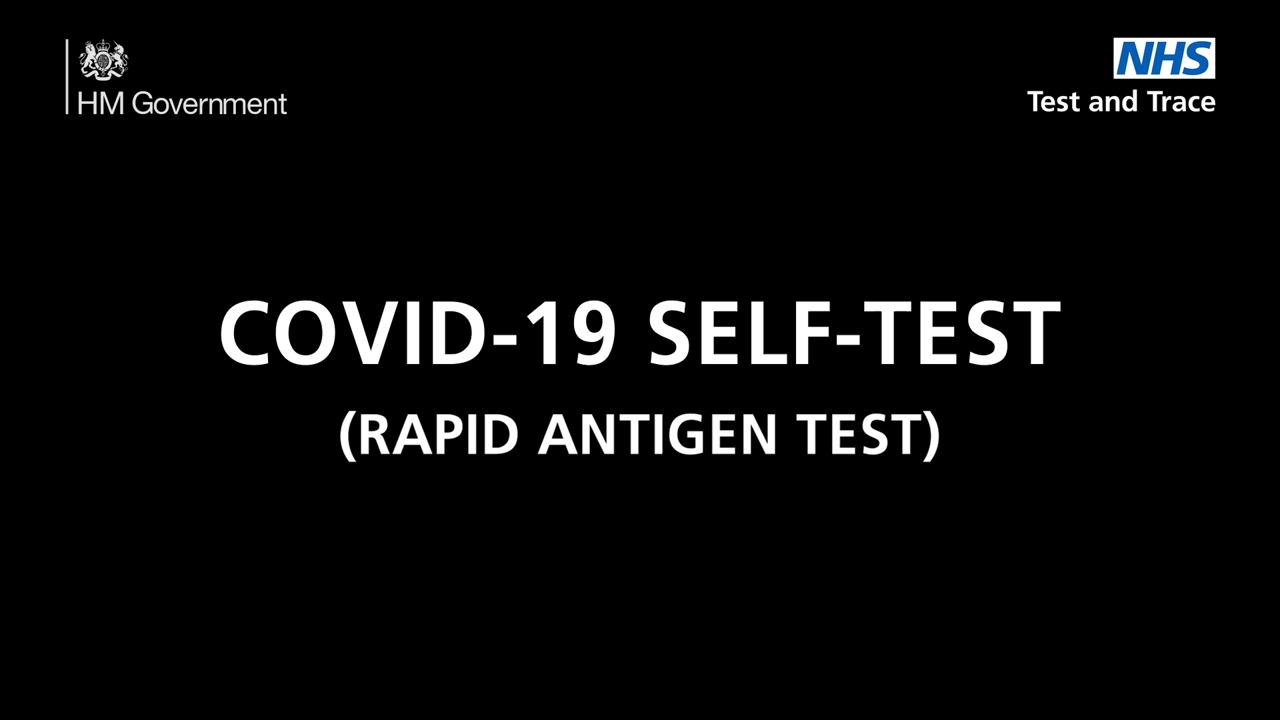 HM Government
NHS
Test and Trace
COVID-19 SELF-TEST
(RAPID ANTIGEN TEST)